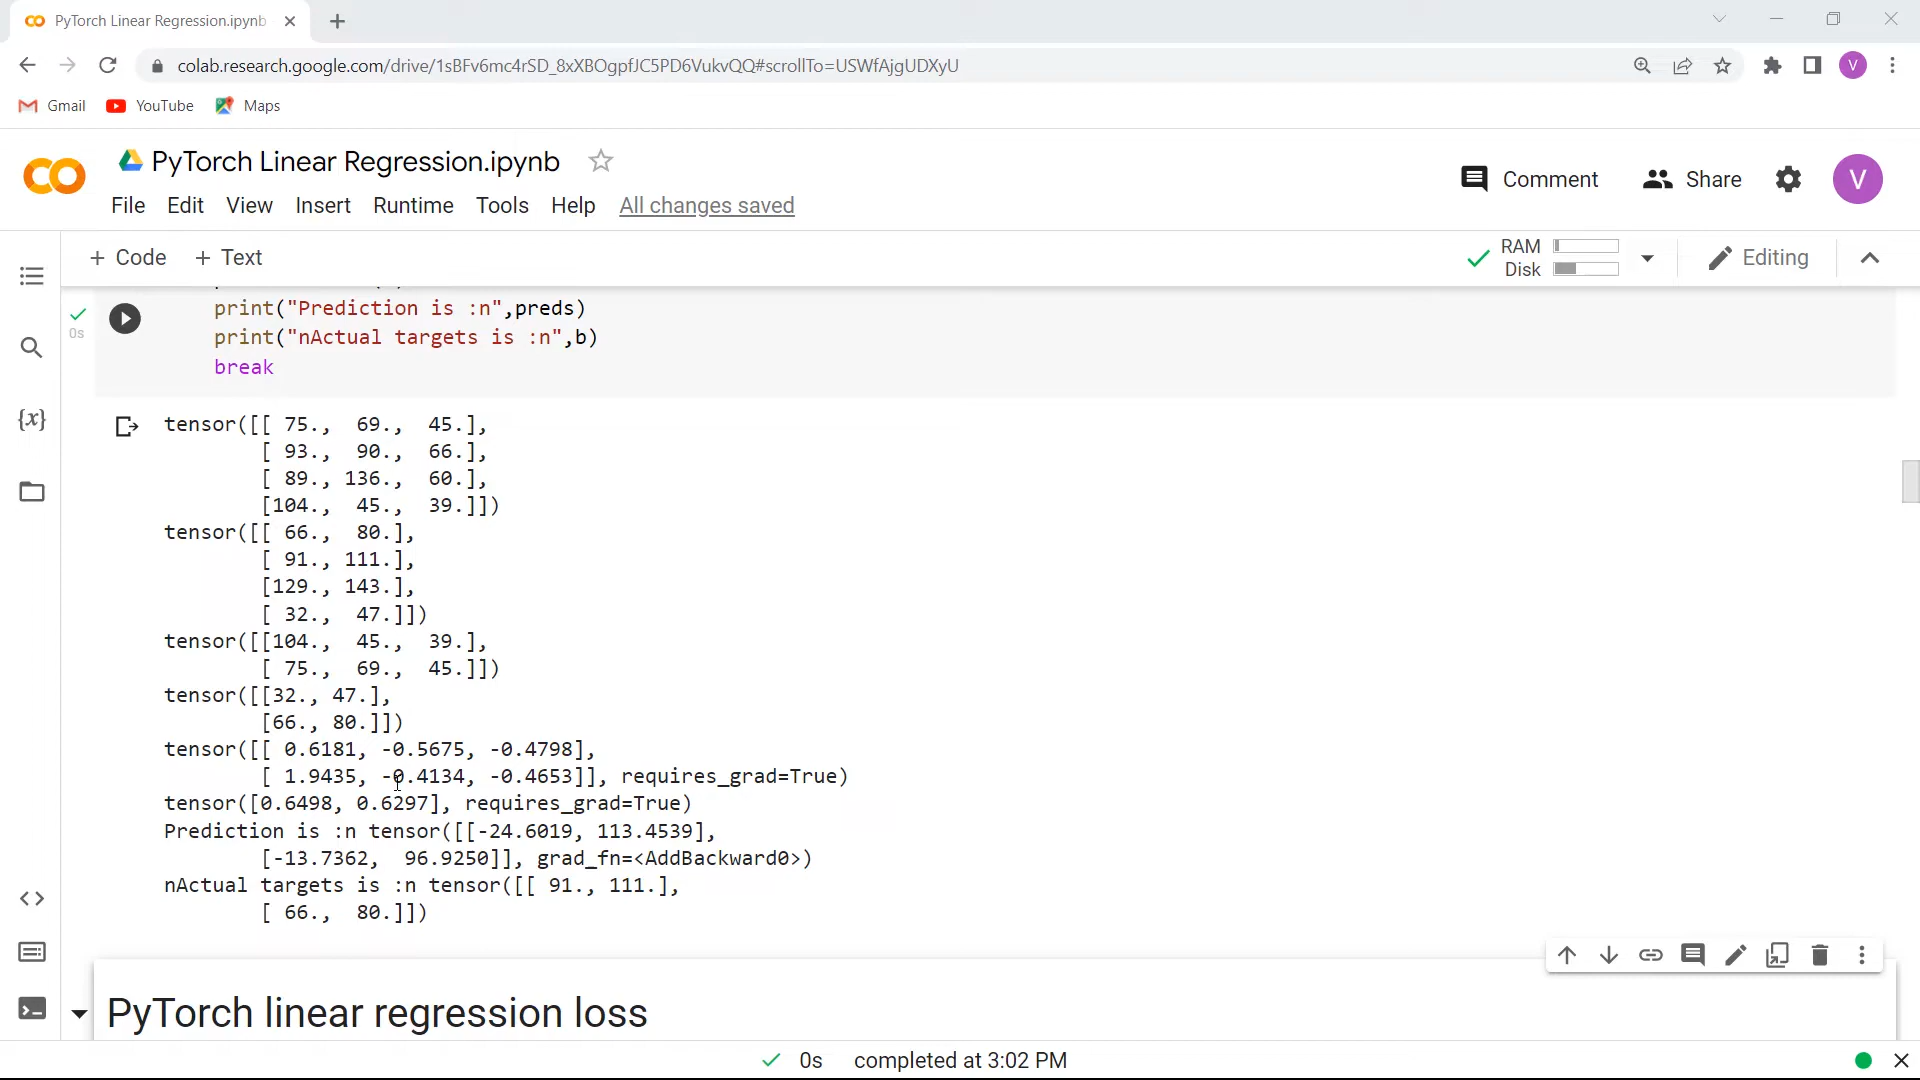 PyTorch Linear Regression.ipynb
colab.research.google.com/drive/1sBFv6mc4rSD_8xXBOgpfJC5PD6VukvQQ#scrollTo=USWfAjgUDXyU
V
Gmail YouTube Maps
PyTorch Linear Regression.ipynb
Comment Share V
File Edit View Insert Runtime Tools Help All changes saved
+ Code + Text
RAM
Disk
Editing
print("Prediction is :n",preds)
0s
print("nActual targets is :n",b)
break
tensor([[ 75.,  69.,  45.],
[ 93.,  90.,  66.],
[ 89., 136.,  60.],
[104.,  45.,  39.]])
tensor([[ 66.,  80.],
[ 91., 111.],
[129., 143.],
[ 32.,  47.]])
tensor([[104.,  45.,  39.],
[ 75.,  69.,  45.]])
tensor([[32., 47.],
[66., 80.]])
tensor([[ 0.6181, -0.5675, -0.4798],
[ 1.9435, -0.4134, -0.4653]], requires_grad=True)
tensor([0.6498, 0.6297], requires_grad=True)
Prediction is :n tensor([[-24.6019, 113.4539],
[-13.7362,  96.9250]], grad_fn=<AddBackward0>)
nActual targets is :n tensor([[ 91., 111.],
[ 66.,  80.]])
PyTorch linear regression loss
0s completed at 3:02 PM